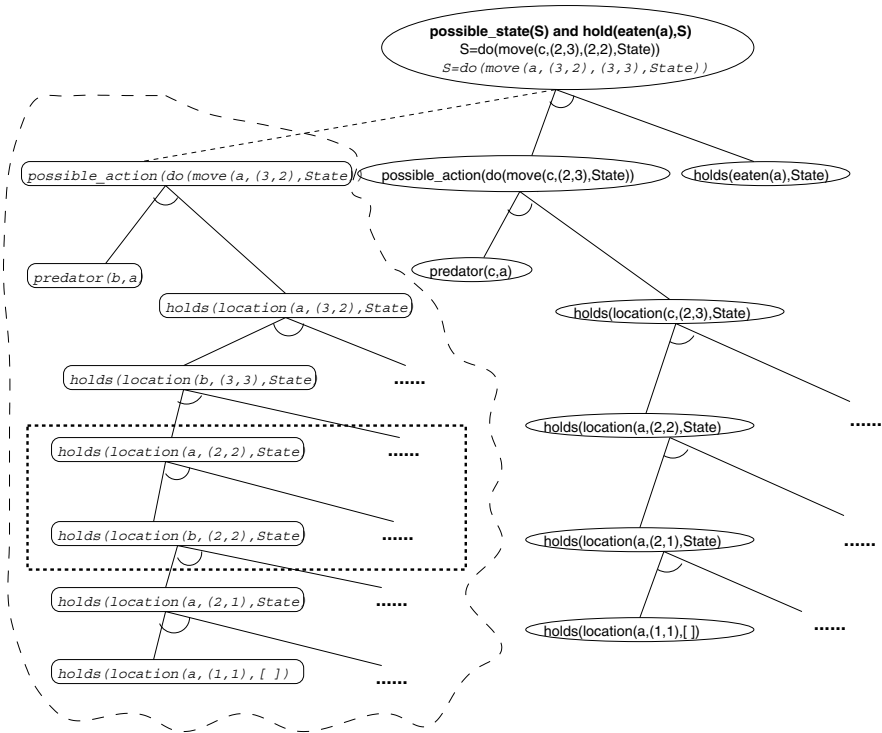 possible_state(S) and hold(eaten(a),S)
S=do(move(c,(2,3),(2,2),State))
S=do(move(a,(3,2),(3,3),State))
possible_action(do(move(a,(3,2),State))
possible_action(do(move(c,(2,3),State))
holds(eaten(a),State)
predator(b,a)
predator(c,a)
holds(location(a,(3,2),State)
holds(location(c,(2,3),State)
holds(location(b,(3,3),State)
......
holds(location(a,(2,2),State)
......
holds(location(a,(2,2),State)
......
holds(location(b,(2,2),State)
......
holds(location(a,(2,1),State)
......
holds(location(a,(2,1),State)
......
holds(location(a,(1,1),[ ])
......
holds(location(a,(1,1),[ ])
......